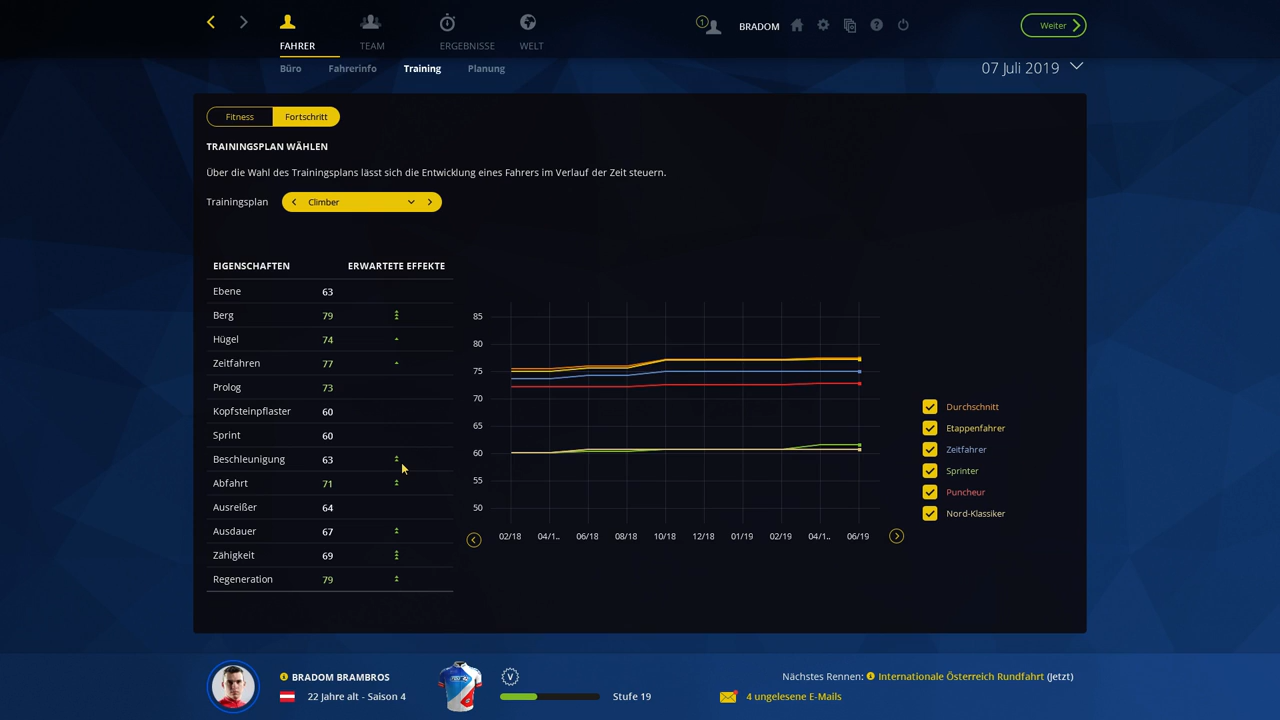 1
BRADOM
Weiter
FAHRER
TEAM
ERGEBNISSE
WELT
Büro
Fahrerinfo
Training
Planung
07 Juli 2019
Fitness
Fortschritt
TRAININGSPLAN WÄHLEN
Über die Wahl des Trainingsplans lässt sich die Entwicklung eines Fahrers im Verlauf der Zeit steuern.
Trainingsplan
Climber
EIGENSCHAFTEN ERWARTETE EFFEKTE
Ebene 63
Berg 79
Hügel 74
Zeitfahren 77
Prolog 73
Kopfsteinpflaster 60
Sprint 60
Beschleunigung 63
Abfahrt 71
Ausreißer 64
Ausdauer 67
Zähigkeit 69
Regeneration 79
85
80
75
70
65
60
55
50
02/18 04/1.. 06/18 08/18 10/18 12/18 01/19 02/19 04/1.. 06/19
Durchschnitt
Etappenfahrer
Zeitfahrer
Sprinter
Puncheur
Nord-Klassiker
BRADOM BRAMBROS
22 Jahre alt - Saison 4
V
Stufe 19
Nächstes Rennen: Internationale Österreich Rundfahrt (Jetzt)
4 ungelesene E-Mails